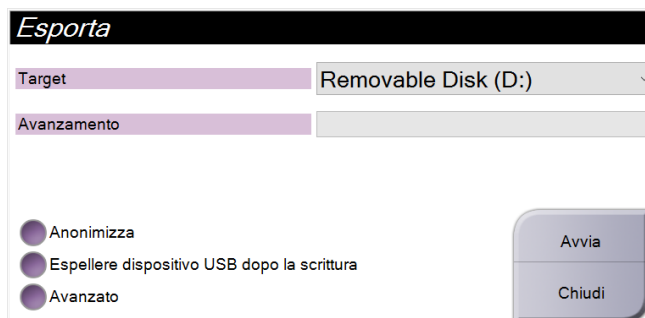 Esporta
Target Removable Disk (D:)
Avanzamento
Anonimizza
Espellere dispositivo USB dopo la scrittura
Avanzato
Avvia
Chiudi